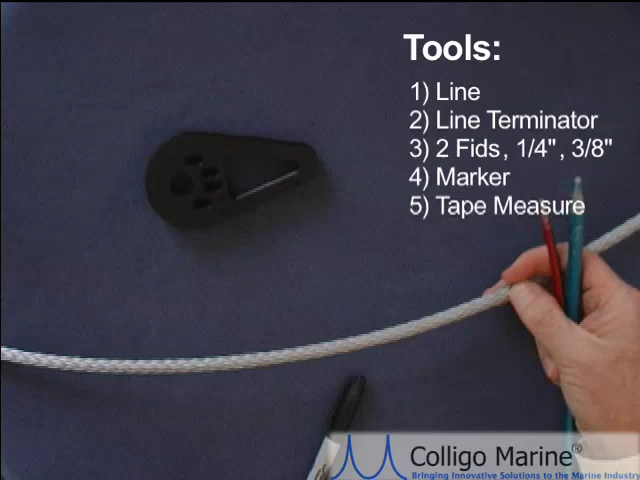 Tools:
1) Line
2) Line Terminator
3) 2 Fids, 1/4", 3/8"
4) Marker
5) Tape Measure
Colligo Marine®
Bringing Innovative Solutions to the Marine Industry